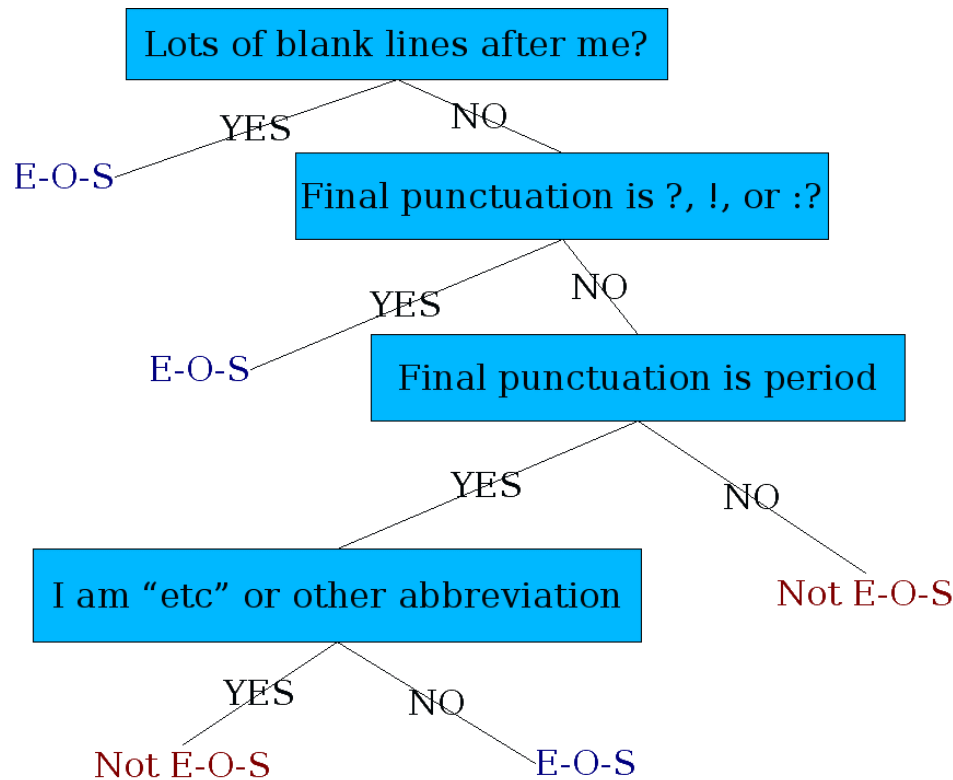 Lots of blank lines after me?
YES
NO
E-O-S
Final punctuation is ?, !, or :?
YES
NO
E-O-S
Final punctuation is period
YES
NO
I am “etc” or other abbreviation
Not E-O-S
YES
NO
Not E-O-S
E-O-S